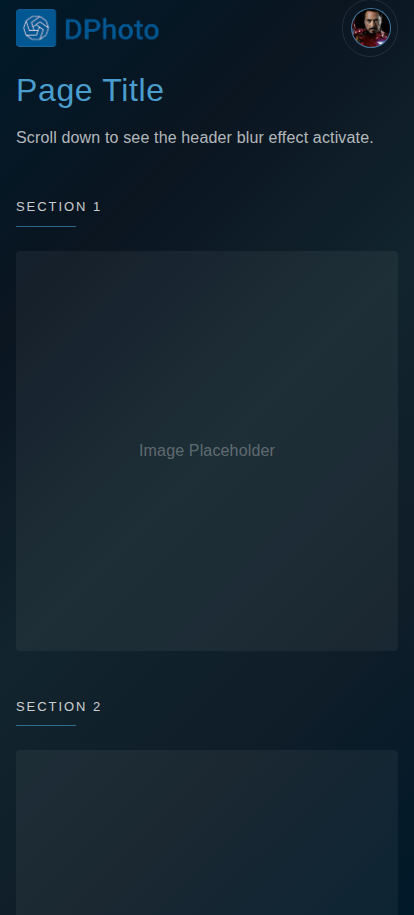 DPhoto
Page Title
Scroll down to see the header blur effect activate.
SECTION 1
Image Placeholder
SECTION 2